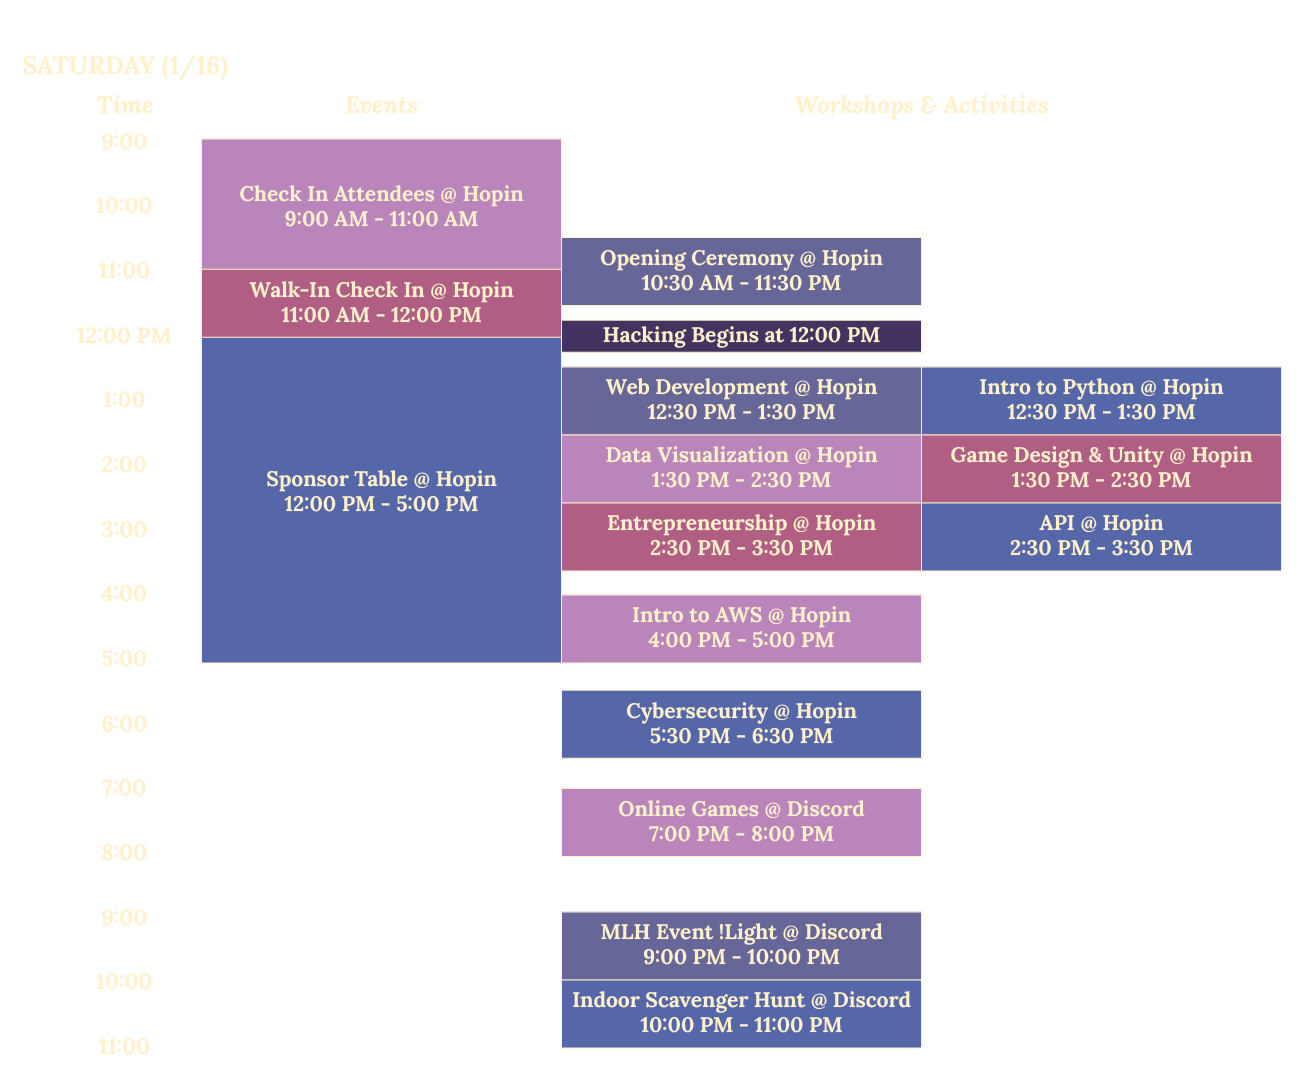 SATURDAY (1/16)
Time
Events
Workshops & Activities
9:00
Check In Attendees @ Hopin
9:00 AM - 11:00 AM
10:00
Opening Ceremony @ Hopin
10:30 AM - 11:30 PM
11:00
Walk-In Check In @ Hopin
11:00 AM - 12:00 PM
12:00 PM
Hacking Begins at 12:00 PM
Web Development @ Hopin
12:30 PM - 1:30 PM
Intro to Python @ Hopin
12:30 PM - 1:30 PM
1:00
Data Visualization @ Hopin
1:30 PM - 2:30 PM
Game Design & Unity @ Hopin
1:30 PM - 2:30 PM
2:00
Sponsor Table @ Hopin
12:00 PM - 5:00 PM
Entrepreneurship @ Hopin
2:30 PM - 3:30 PM
API @ Hopin
2:30 PM - 3:30 PM
3:00
4:00
Intro to AWS @ Hopin
4:00 PM - 5:00 PM
5:00
Cybersecurity @ Hopin
5:30 PM - 6:30 PM
6:00
7:00
Online Games @ Discord
7:00 PM - 8:00 PM
8:00
9:00
MLH Event !Light @ Discord
9:00 PM - 10:00 PM
10:00
Indoor Scavenger Hunt @ Discord
10:00 PM - 11:00 PM
11:00